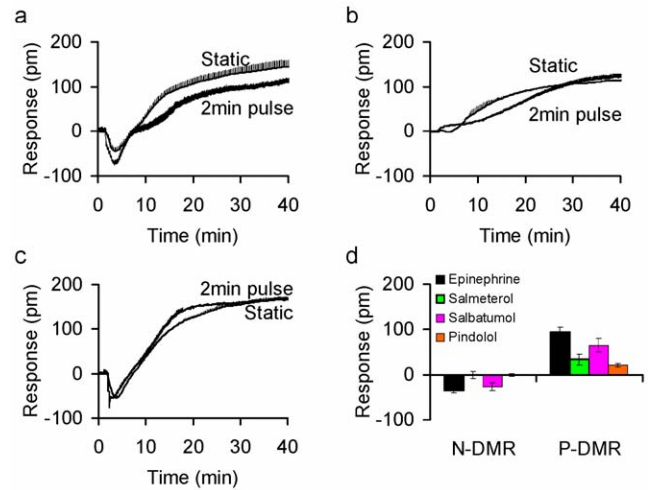 a
200
100
0
-100
Response (pm)
Static
2min pulse
0 10 20 30 40
Time (min)
b
200
100
0
-100
Response (pm)
Static
2min pulse
0 10 20 30 40
Time (min)
c
200
100
0
-100
Response (pm)
2min pulse
Static
0 10 20 30 40
Time (min)
d
200
100
0
-100
Response (pm)
Epinephrine
Salmeterol
Salbatumol
Pindolol
N-DMR P-DMR